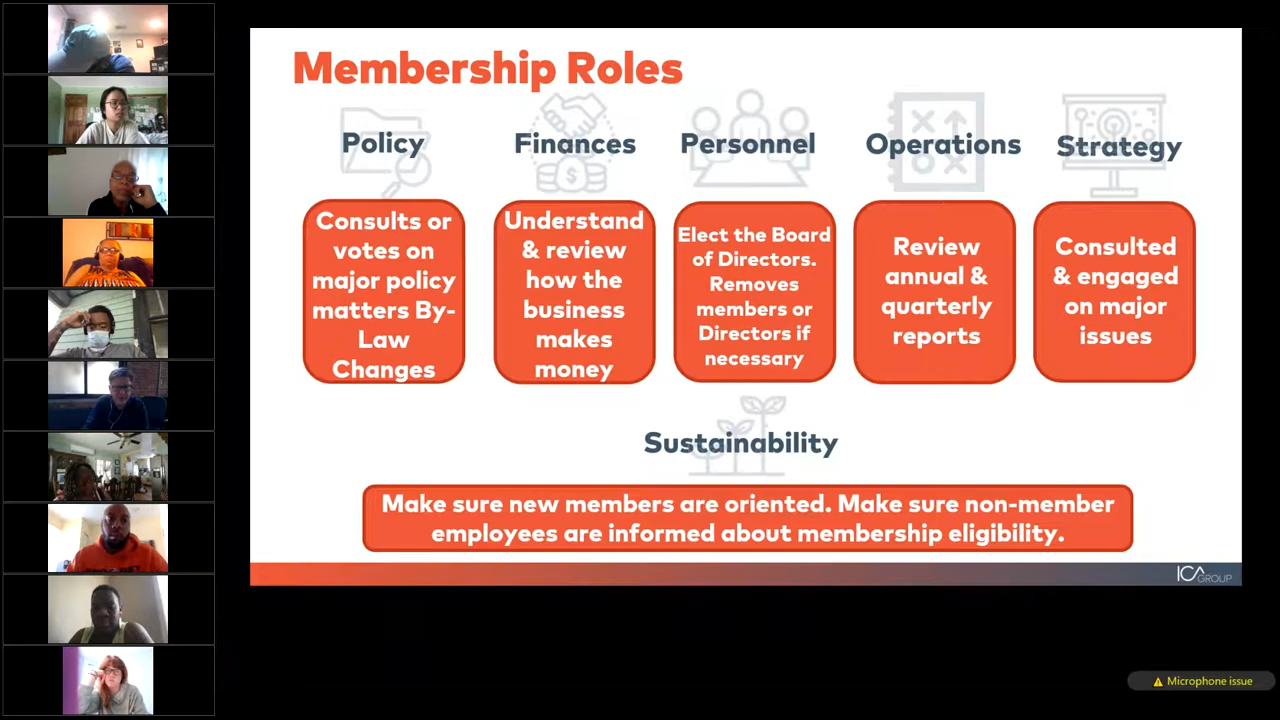 Membership Roles
Policy
Finances
Personnel
Operations
Strategy
Consults or
votes on
major policy
matters By-
Law
Changes
Understand
& review
how the
business
makes
money
Elect the Board
of Directors.
Removes
members or
Directors if
necessary
Review
annual &
quarterly
reports
Consulted
& engaged
on major
issues
Sustainability
Make sure new members are oriented. Make sure non-member
employees are informed about membership eligibility.
ICA GROUP
Microphone issue